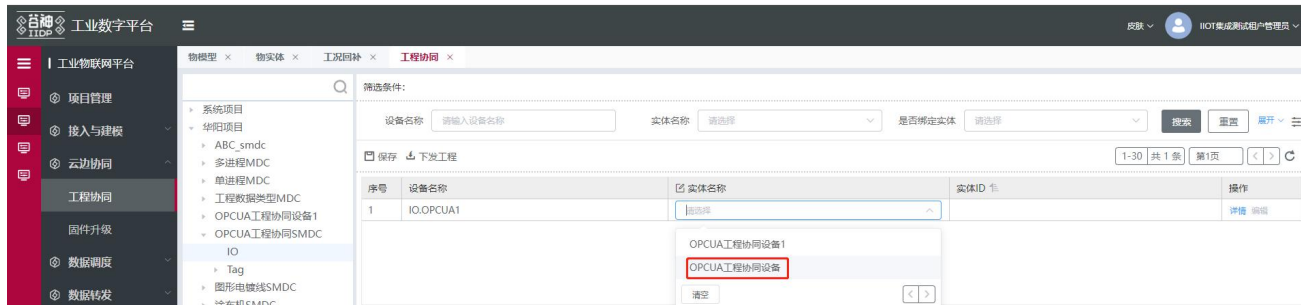 谷神 IIDP 工业数字平台
皮肤
IIOT集成测试租户管理员
工业物联网平台
项目管理
接入与建模
云边协同
工程协同
固件升级
数据调度
数据转发
物模型 × 物实体 × 工况回补 × 工程协同 ×
系统项目
华阳项目
ABC_smdc
多进程MDC
单进程MDC
工程数据类型MDC
OPCUA工程协同设备1
OPCUA工程协同SMDC
IO
Tag
图形电镀线SMDC
涂布机SMDC
筛选条件:
设备名称 请输入设备名称 实体名称 请选择 是否绑定实体 请选择 搜索 重置 展开
保存 下发工程 1-30 共 1 条 第1页
序号 设备名称 实体名称 实体ID 操作
1 IO.OPCUA1 请选择 详情 编辑
OPCUA工程协同设备1
OPCUA工程协同设备
清空